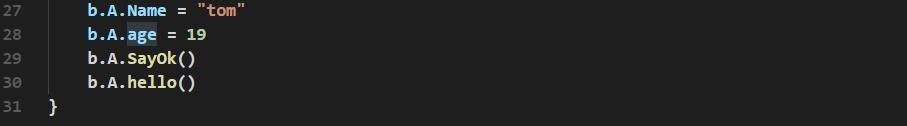 27 b.A.Name = "tom"
28 b.A.age = 19
29 b.A.SayOk()
30 b.A.hello()
31 }